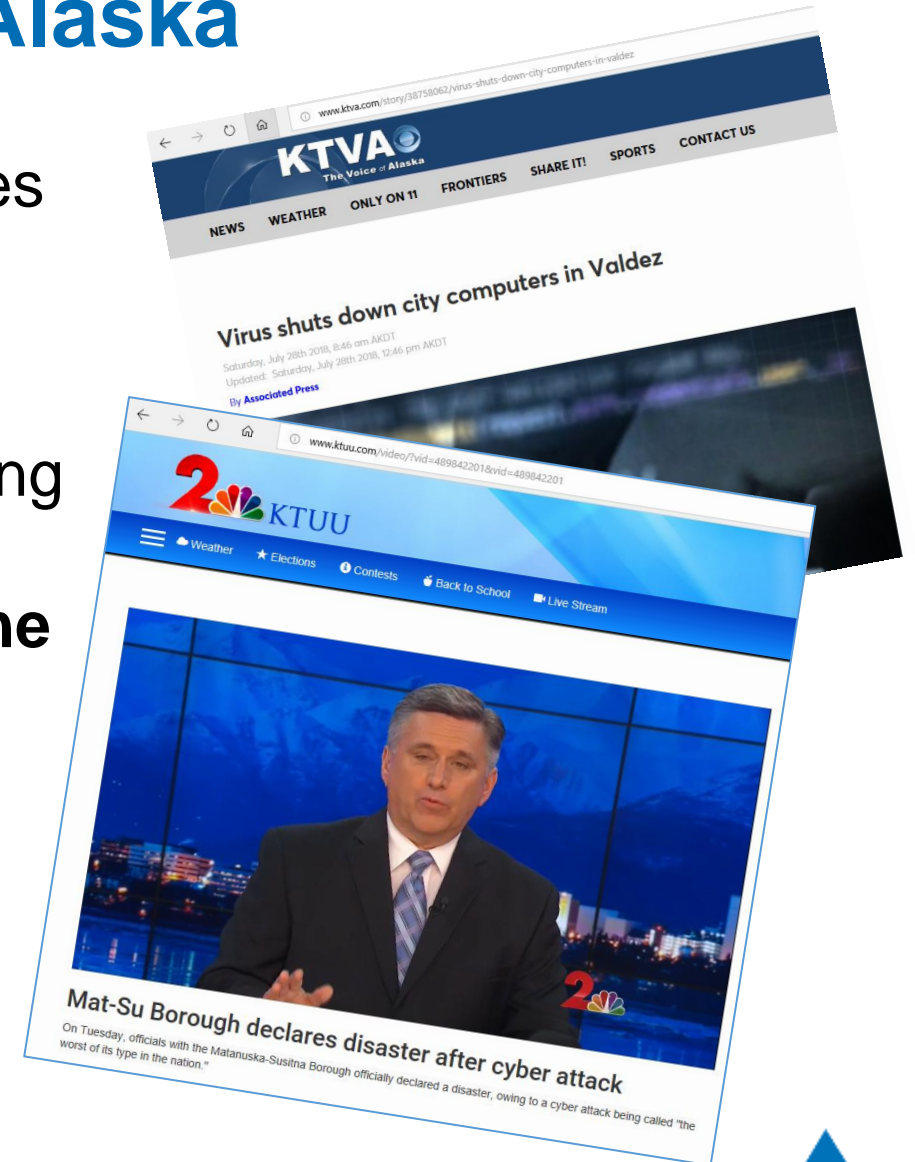 Alaska
es
ng
ne
www.ktva.com/story/38758062/virus-shuts-down-city-computers-in-valdez
KTVA
The Voice of Alaska
NEWS WEATHER ONLY ON 11 FRONTIERS SHARE IT! SPORTS CONTACT US
Virus shuts down city computers in Valdez
Saturday, July 28th 2018, 8:46 am AKDT
Updated: Saturday, July 28th 2018, 12:46 pm AKDT
By Associated Press
www.ktuu.com/video/?vid=489842201&vid=489842201
2 KTUU
Weather Elections Contests Back to School Live Stream
2
Mat-Su Borough declares disaster after cyber attack
On Tuesday, officials with the Matanuska-Susitna Borough officially declared a disaster, owing to a cyber attack being called "the
worst of its type in the nation."